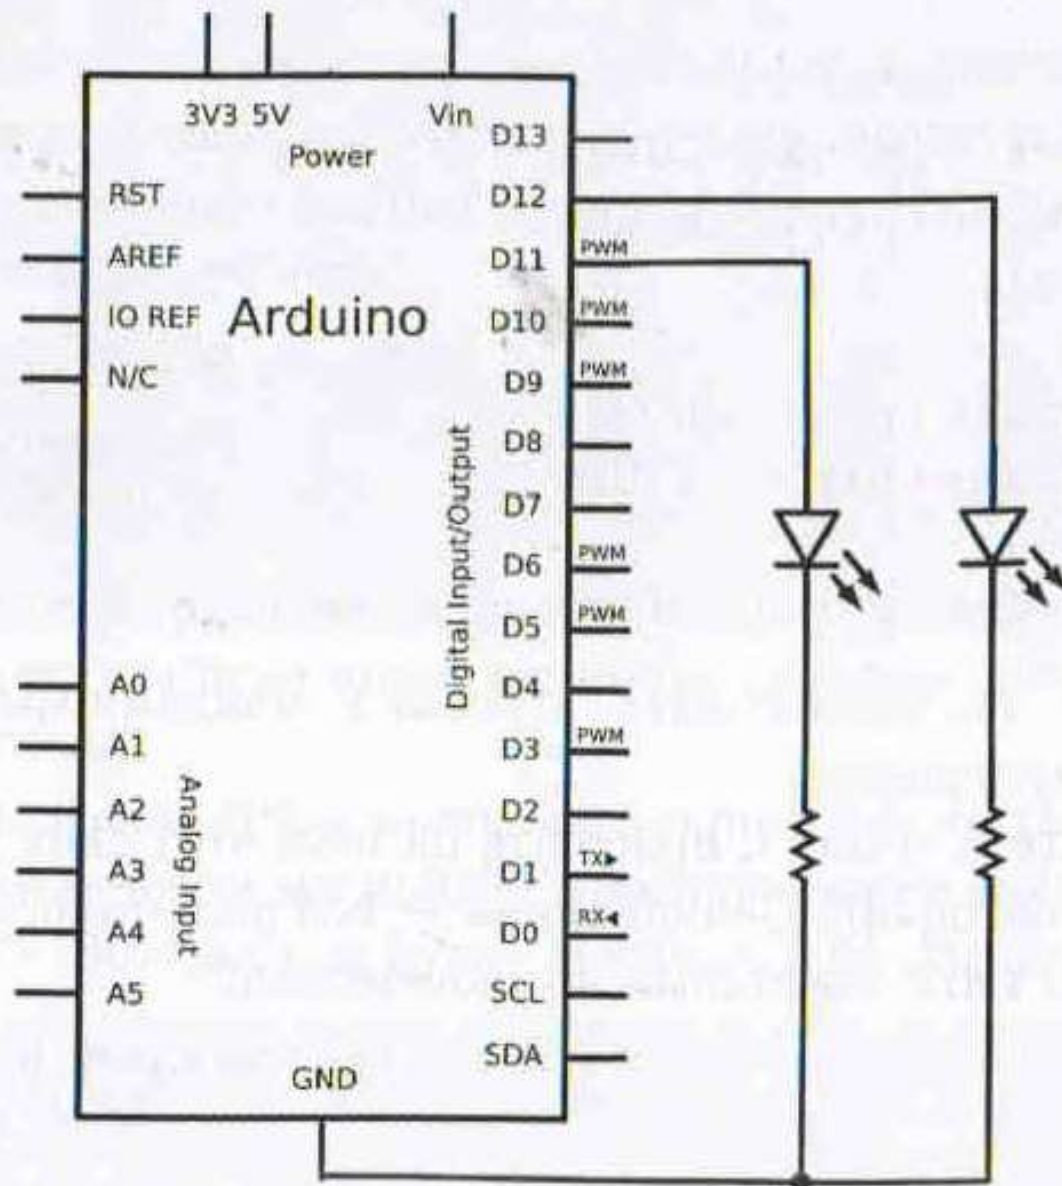 3V3 5V Vin
Power
RST
AREF
IO REF
N/C
Arduino
A0
A1
A2
A3
A4
A5
Analog Input
Digital Input/Output
D13
D12
D11 PWM
D10 PWM
D9 PWM
D8
D7
D6 PWM
D5 PWM
D4
D3 PWM
D2
D1 TX▶
D0 RX◀
SCL
SDA
GND